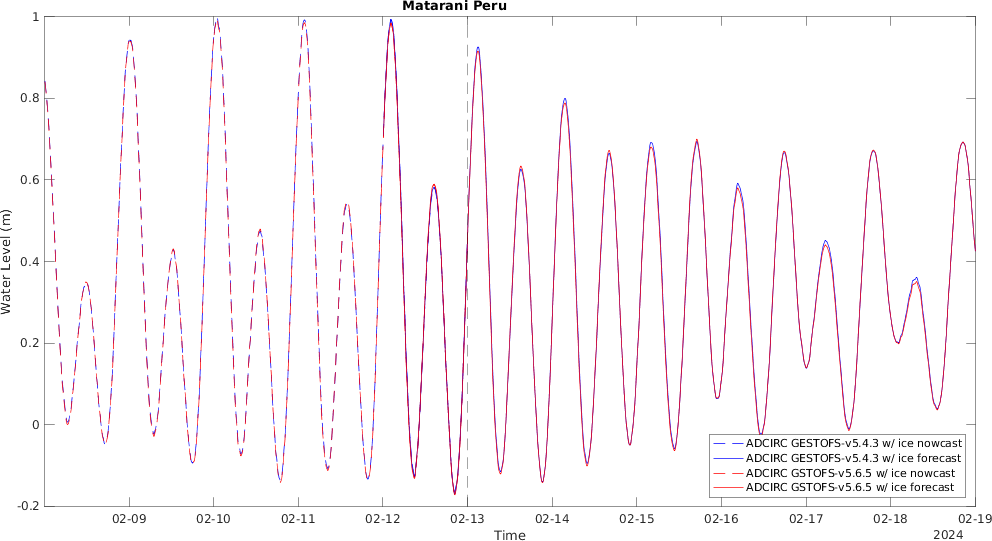 Matarani Peru
1
0.8
0.6
0.4
0.2
0
-0.2
Water Level (m)
ADCIRC GESTOFS-v5.4.3 w/ ice nowcast
ADCIRC GESTOFS-v5.4.3 w/ ice forecast
ADCIRC GSTOFS-v5.6.5 w/ ice nowcast
ADCIRC GSTOFS-v5.6.5 w/ ice forecast
02-09 02-10 02-11 02-12 02-13 02-14 02-15 02-16 02-17 02-18 02-19
Time
2024